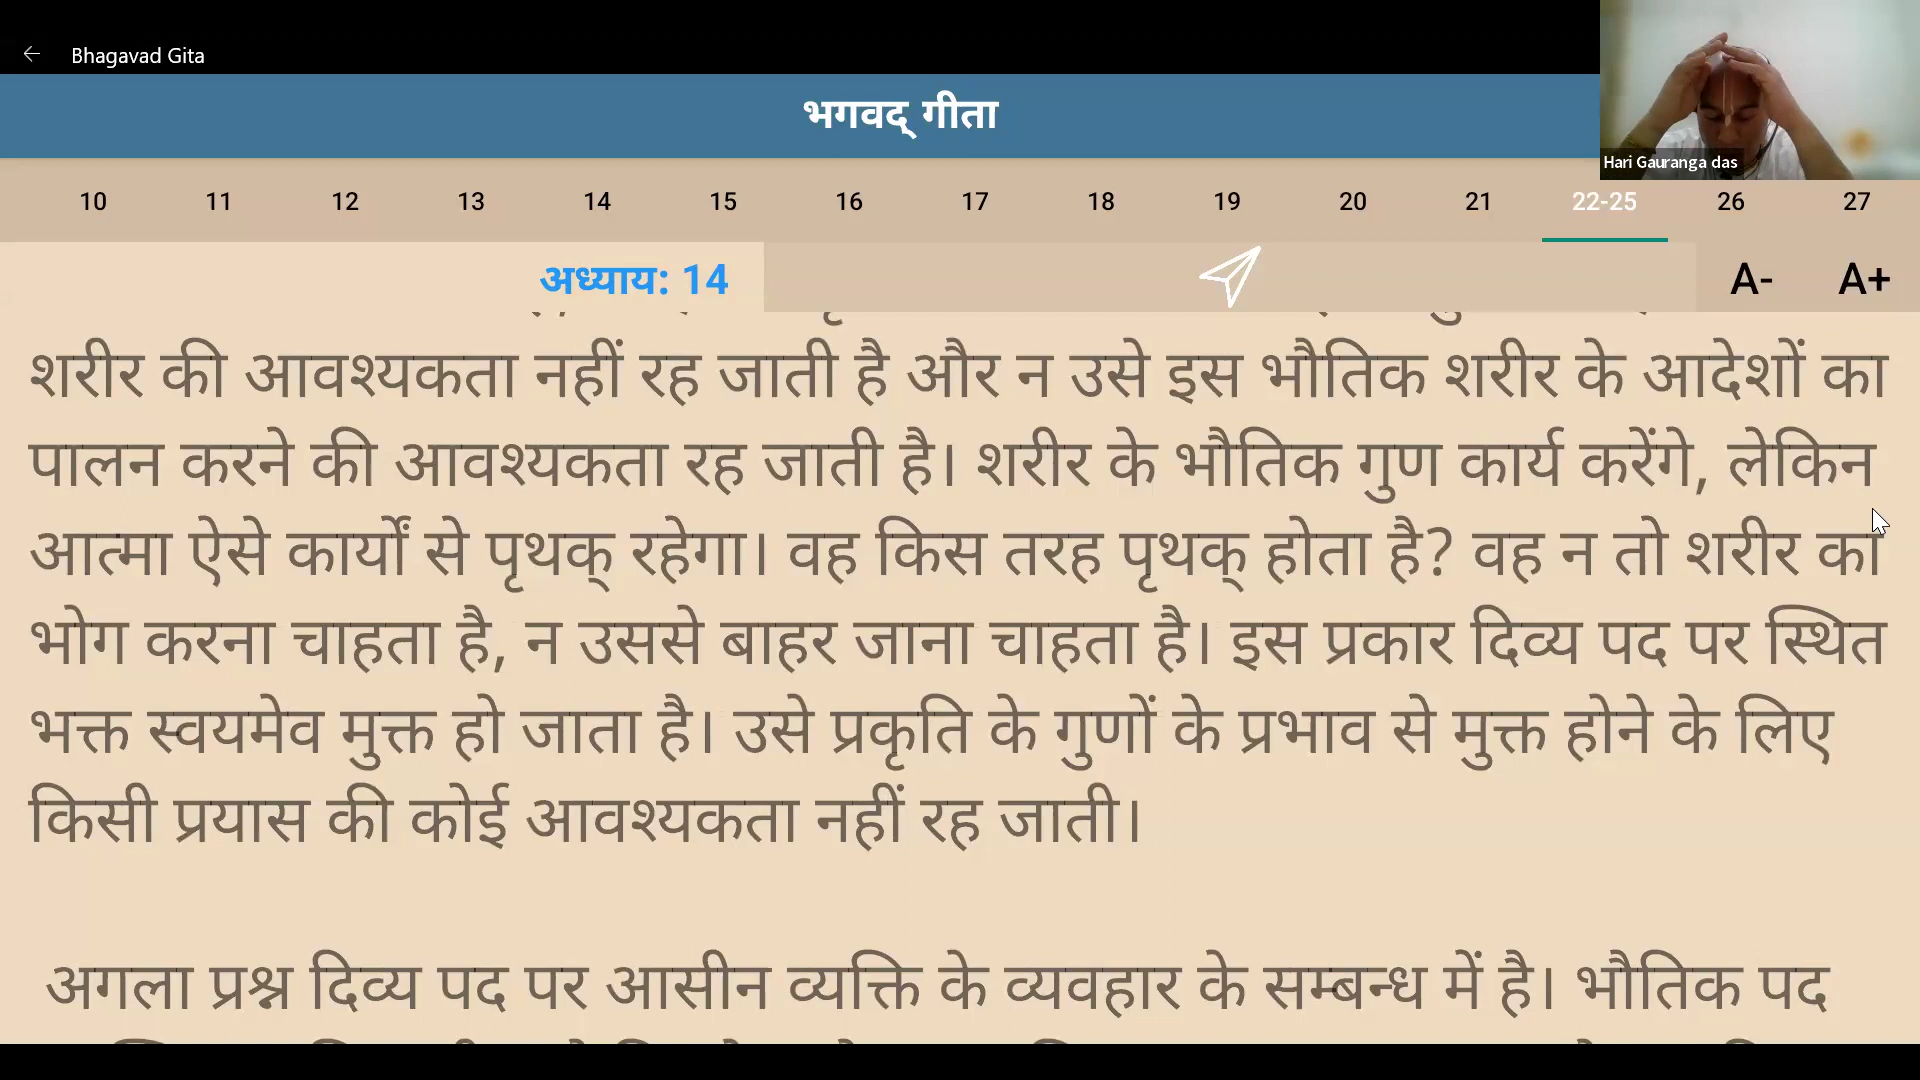 Bhagavad Gita
भगवद् गीता
Hari Gauranga das
10 11 12 13 14 15 16 17 18 19 20 21 22-25 26 27
अध्याय: 14
A- A+
शरीर की आवश्यकता नहीं रह जाती है और न उसे इस भौतिक शरीर के आदेशों का
पालन करने की आवश्यकता रह जाती है। शरीर के भौतिक गुण कार्य करेंगे, लेकिन
आत्मा ऐसे कार्यों से पृथक् रहेगा। वह किस तरह पृथक् होता है? वह न तो शरीर का
भोग करना चाहता है, न उससे बाहर जाना चाहता है। इस प्रकार दिव्य पद पर स्थित
भक्त स्वयमेव मुक्त हो जाता है। उसे प्रकृति के गुणों के प्रभाव से मुक्त होने के लिए
किसी प्रयास की कोई आवश्यकता नहीं रह जाती।
अगला प्रश्न दिव्य पद पर आसीन व्यक्ति के व्यवहार के सम्बन्ध में है। भौतिक पद